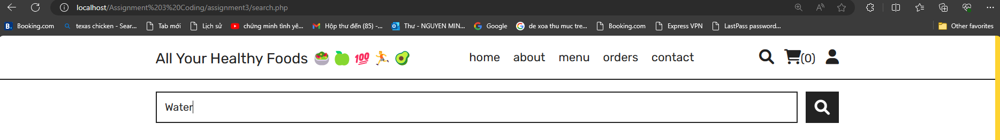 localhost/Assignment%203%20Coding/assignment3/search.php
B. Booking.com texas chicken - Sear... Tab mới Lịch sử chứng minh tình yê... Hộp thư đến (85) -... Thư - NGUYEN MIN... Google de xoa thu muc tre... Booking.com Express VPN LastPass password... Other favorites
All Your Healthy Foods 🥗 🍏 💯 🏃 🥑 home about menu orders contact (0)
Water